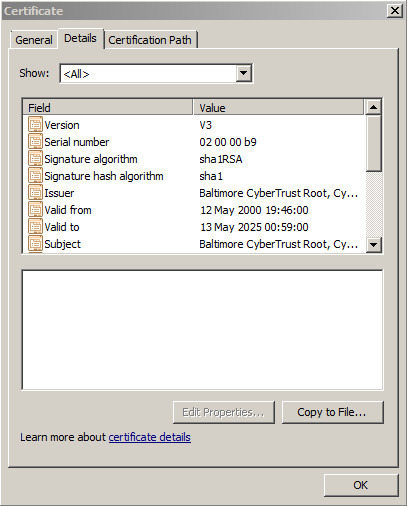 Certificate
General Details Certification Path
Show: <All>
Field Value
Version V3
Serial number 02 00 00 b9
Signature algorithm sha1RSA
Signature hash algorithm sha1
Issuer Baltimore CyberTrust Root, Cy...
Valid from 12 May 2000 19:46:00
Valid to 13 May 2025 00:59:00
Subject Baltimore CyberTrust Root, Cy...
Edit Properties... Copy to File...
Learn more about certificate details
OK